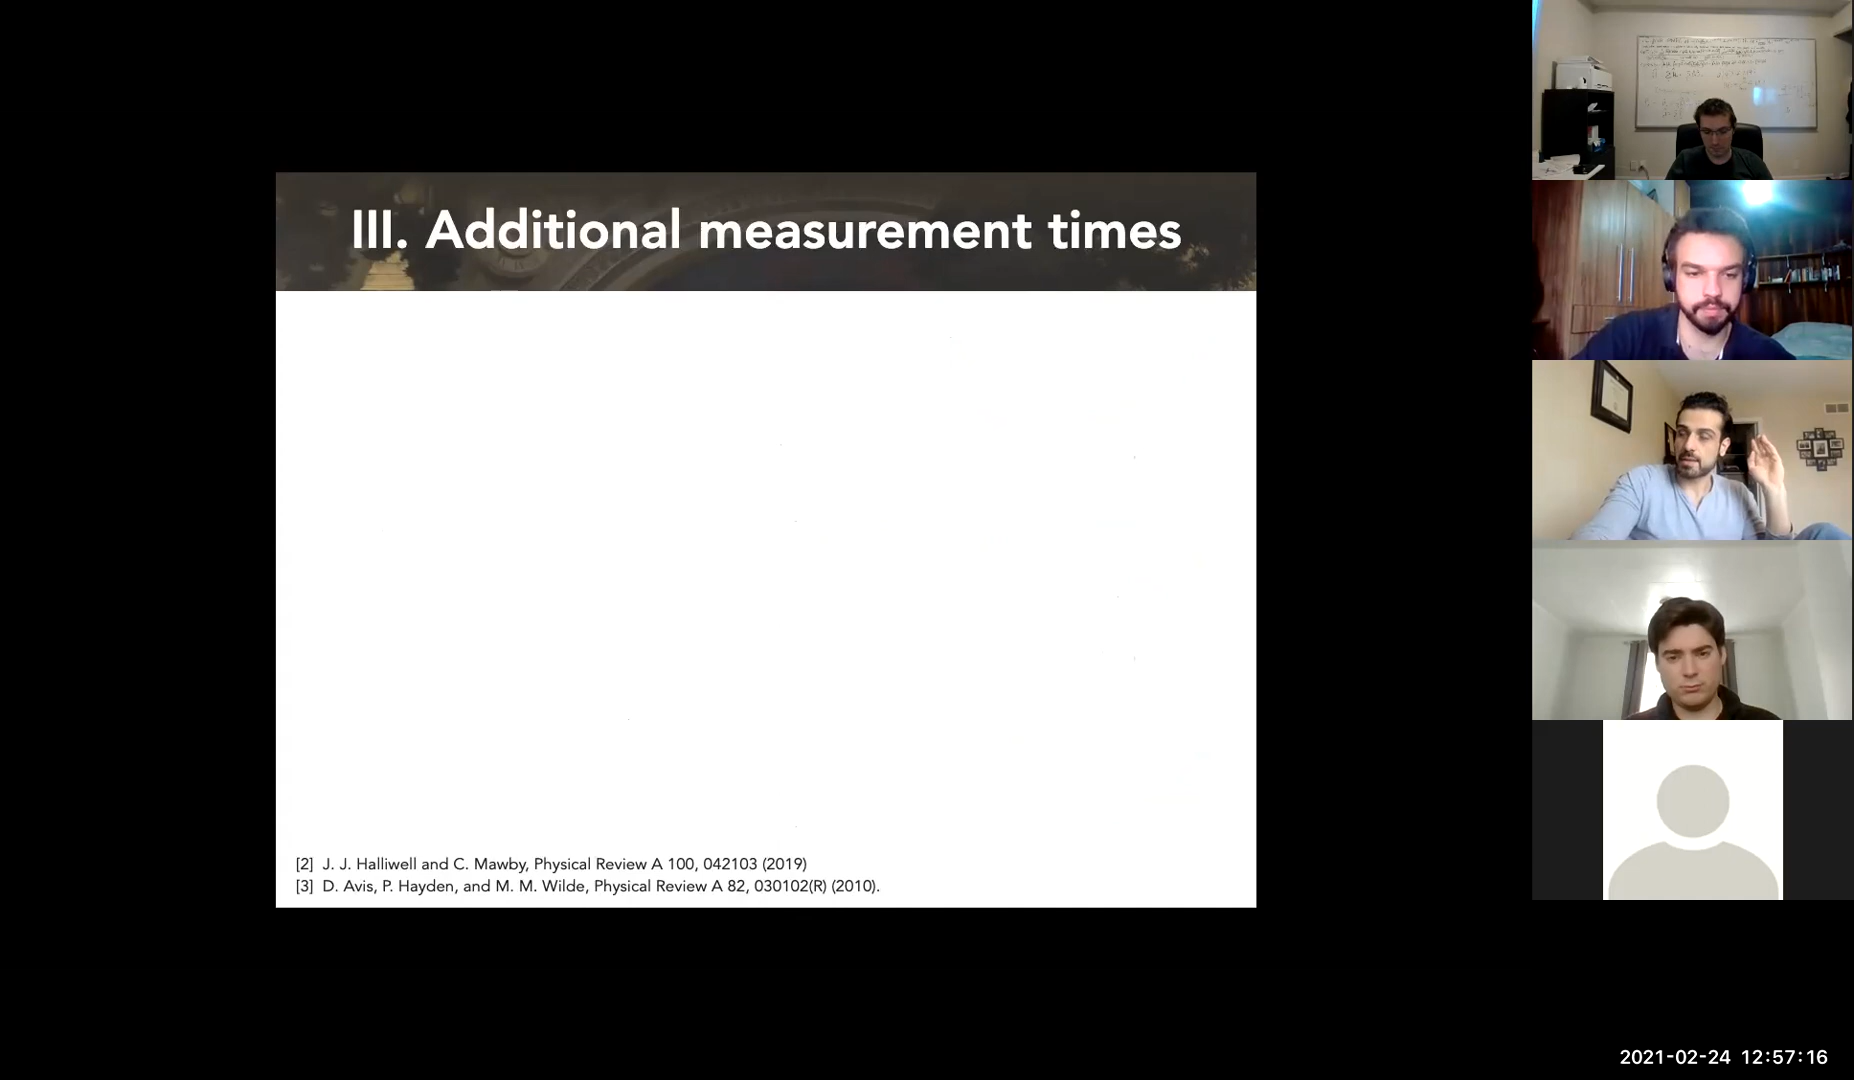 III. Additional measurement times
[2] J. J. Halliwell and C. Mawby, Physical Review A 100, 042103 (2019)
[3] D. Avis, P. Hayden, and M. M. Wilde, Physical Review A 82, 030102(R) (2010).
2021-02-24 12:57:16